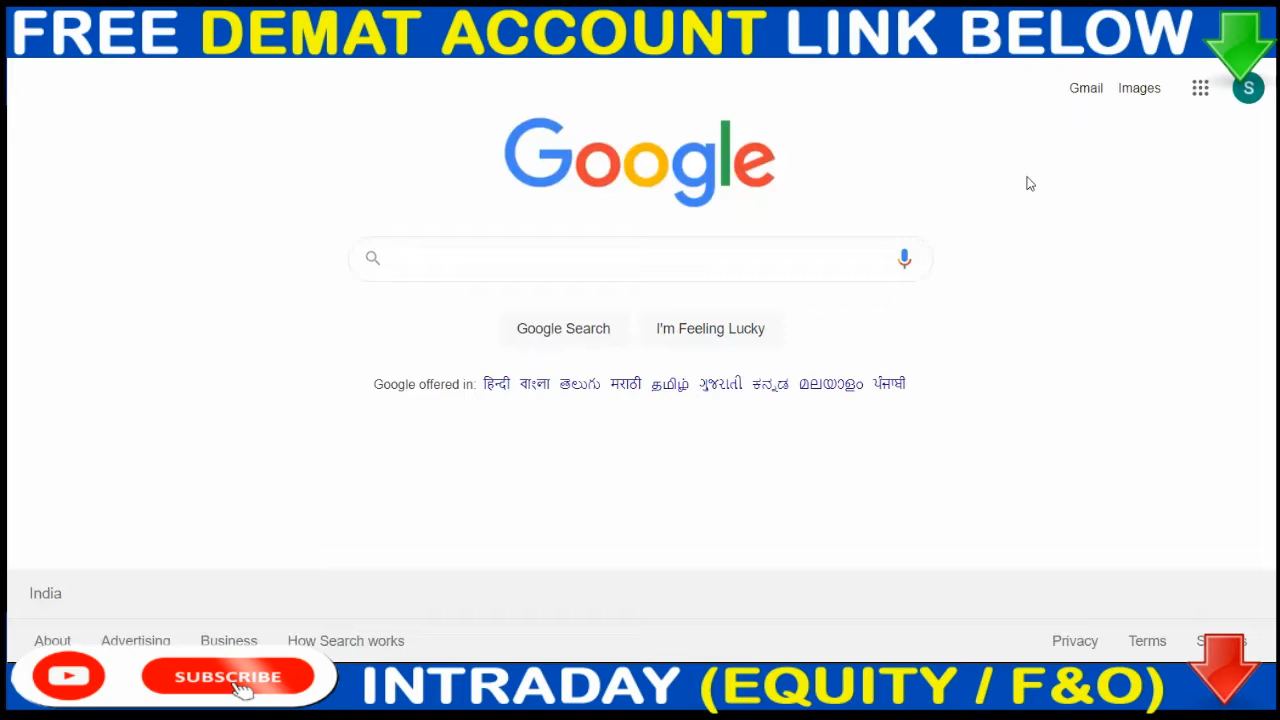 FREE DEMAT ACCOUNT LINK BELOW
Gmail Images
S
Google
Google Search I'm Feeling Lucky
Google offered in: हिन्दी বাংলা తెలుగు मराठी தமிழ் ગુજરાતી ಕನ್ನಡ മലയാളം ਪੰਜਾਬੀ
India
About Advertising Business How Search works Privacy Terms
SUBSCRIBE
INTRADAY (EQUITY / F&O)